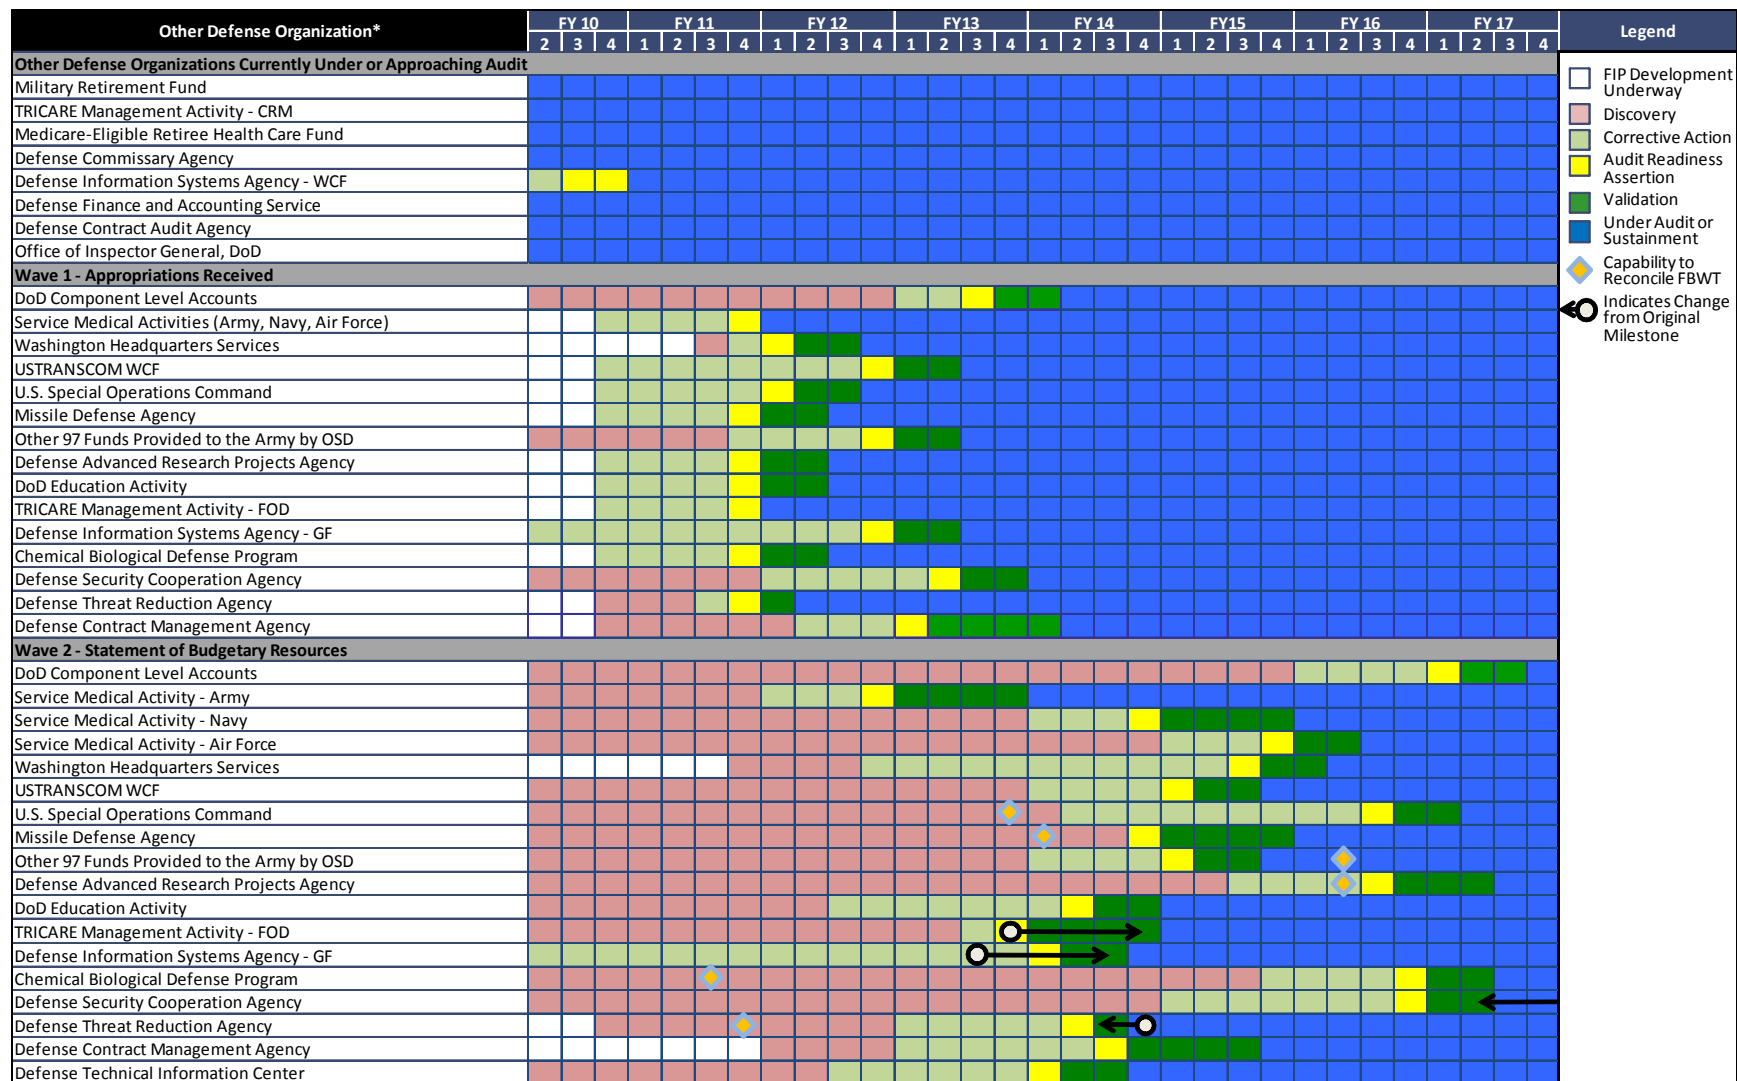 Other Defense Organization*
FY 10 FY 11 FY 12 FY13 FY 14 FY15 FY 16 FY 17
2 3 4 1 2 3 4 1 2 3 4 1 2 3 4 1 2 3 4 1 2 3 4 1 2 3 4 1 2 3 4
Legend
Other Defense Organizations Currently Under or Approaching Audit
Military Retirement Fund
TRICARE Management Activity - CRM
Medicare-Eligible Retiree Health Care Fund
Defense Commissary Agency
Defense Information Systems Agency - WCF
Defense Finance and Accounting Service
Defense Contract Audit Agency
Office of Inspector General, DoD
Wave 1 - Appropriations Received
DoD Component Level Accounts
Service Medical Activities (Army, Navy, Air Force)
Washington Headquarters Services
USTRANSCOM WCF
U.S. Special Operations Command
Missile Defense Agency
Other 97 Funds Provided to the Army by OSD
Defense Advanced Research Projects Agency
DoD Education Activity
TRICARE Management Activity - FOD
Defense Information Systems Agency - GF
Chemical Biological Defense Program
Defense Security Cooperation Agency
Defense Threat Reduction Agency
Defense Contract Management Agency
Wave 2 - Statement of Budgetary Resources
DoD Component Level Accounts
Service Medical Activity - Army
Service Medical Activity - Navy
Service Medical Activity - Air Force
Washington Headquarters Services
USTRANSCOM WCF
U.S. Special Operations Command
Missile Defense Agency
Other 97 Funds Provided to the Army by OSD
Defense Advanced Research Projects Agency
DoD Education Activity
TRICARE Management Activity - FOD
Defense Information Systems Agency - GF
Chemical Biological Defense Program
Defense Security Cooperation Agency
Defense Threat Reduction Agency
Defense Contract Management Agency
Defense Technical Information Center
FIP Development
Underway
Discovery
Corrective Action
Audit Readiness
Assertion
Validation
Under Audit or
Sustainment
Capability to
Reconcile FBWT
Indicates Change
from Original
Milestone